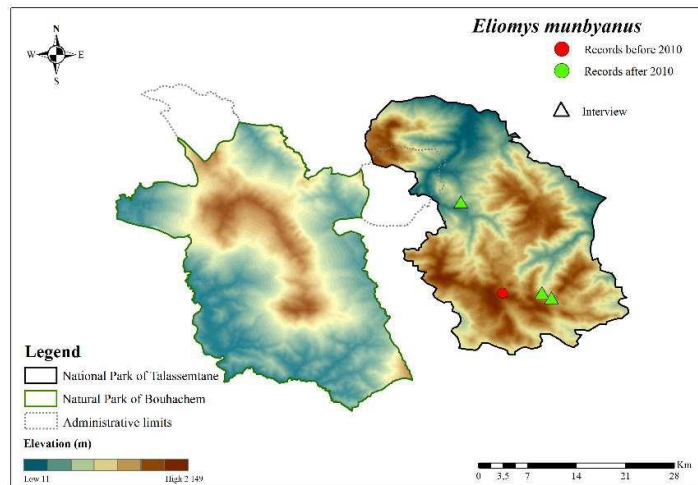 Eliomys munbyanus
N
W E
S
Records before 2010
Records after 2010
Interview
Legend
National Park of Talassemtane
Natural Park of Bouhachem
Administrative limits
Elevation (m)
Low 11 High 2 149
Km
0 3,5 7 14 21 28